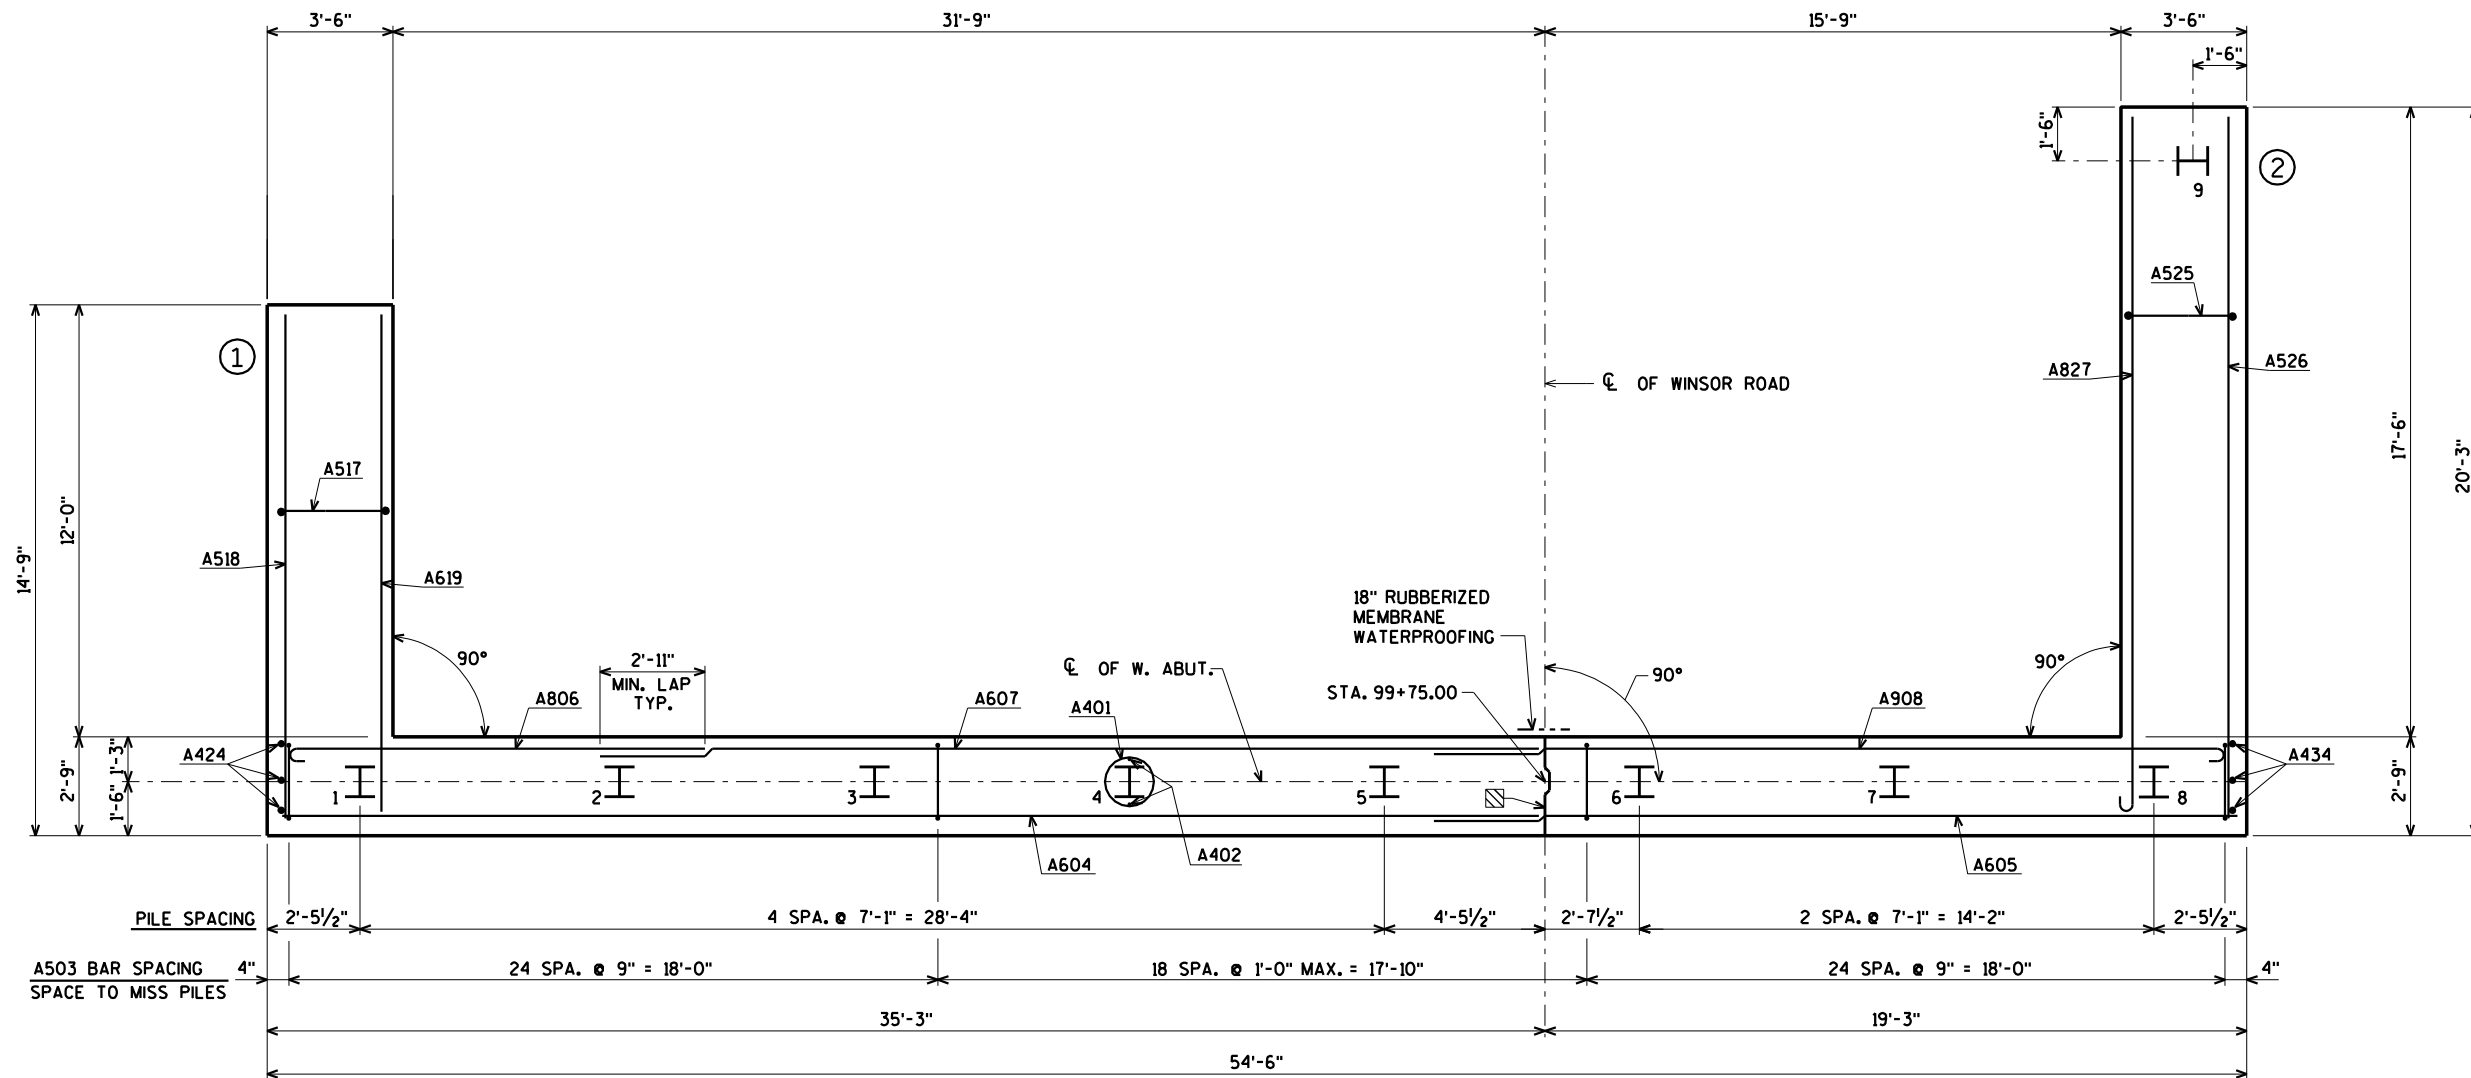 3'-6"
31'-9"
15'-9"
3'-6"
1'-6"
1'-6"
2
9
A525
A827
A526
17'-6"
20'-3"
1
℄ OF WINSOR ROAD
A517
12'-0"
14'-9"
A518
A619
18" RUBBERIZED
MEMBRANE
WATERPROOFING
90°
2'-11"
MIN. LAP
TYP.
℄ OF W. ABUT.
90°
90°
STA. 99+75.00
A806
A607
A401
A908
A424
A434
1'-3"
2'-9"
1'-6"
2'-9"
1
2
3
4
5
6
7
8
A604
A402
A605
PILE SPACING
2'-5½"
4 SPA. @ 7'-1" = 28'-4"
4'-5½"
2'-7½"
2 SPA. @ 7'-1" = 14'-2"
2'-5½"
A503 BAR SPACING
SPACE TO MISS PILES
4"
24 SPA. @ 9" = 18'-0"
18 SPA. @ 1'-0" MAX. = 17'-10"
24 SPA. @ 9" = 18'-0"
4"
35'-3"
19'-3"
54'-6"